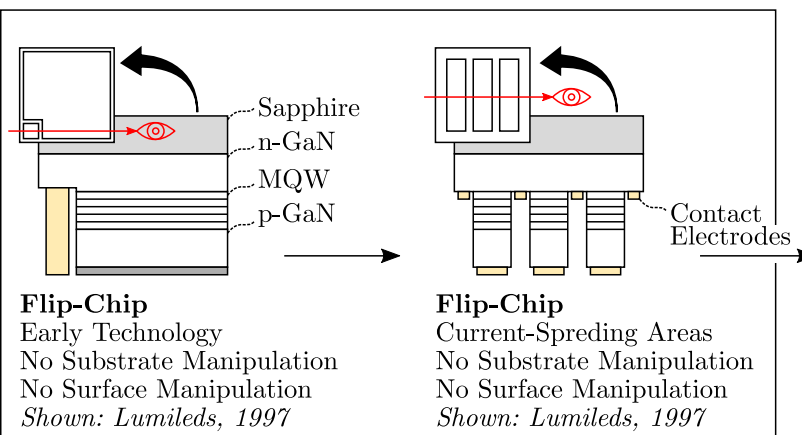 Sapphire
n-GaN
MQW
p-GaN
Contact
Electrodes
Flip-Chip
Early Technology
No Substrate Manipulation
No Surface Manipulation
Shown: Lumileds, 1997
Flip-Chip
Current-Spreding Areas
No Substrate Manipulation
No Surface Manipulation
Shown: Lumileds, 1997